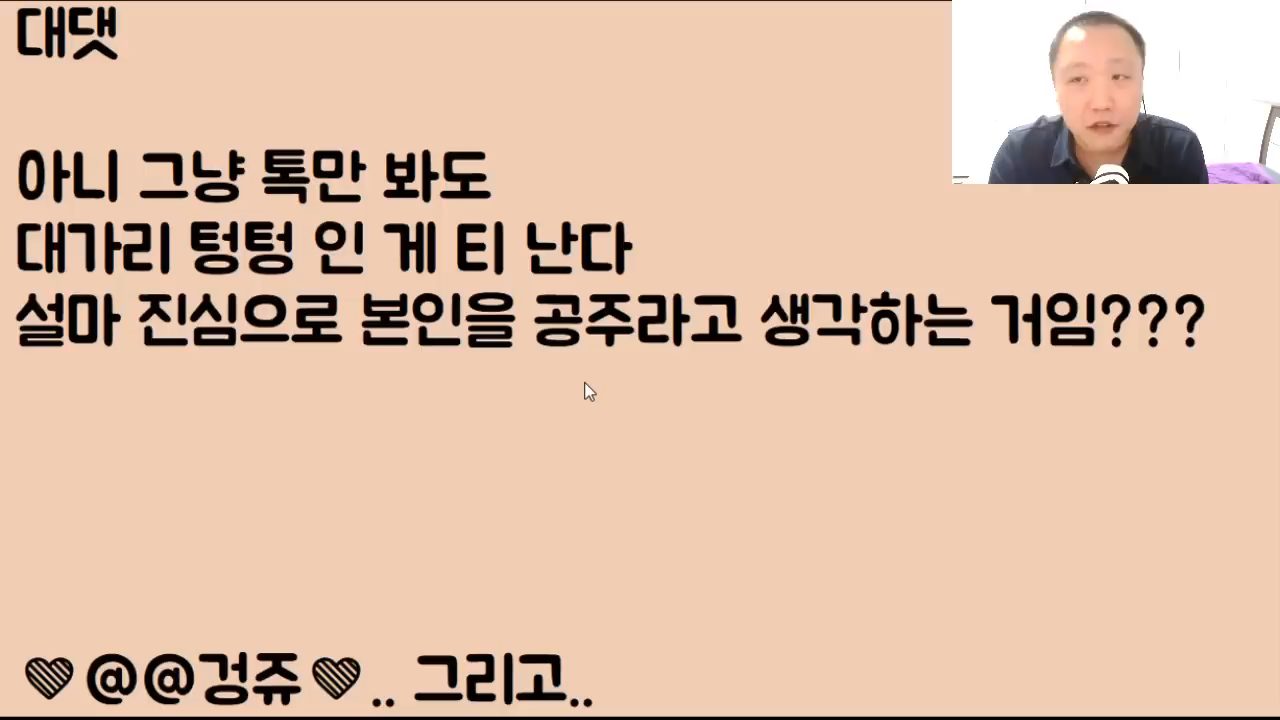 대댓
아니 그냥 톡만 봐도
대가리 텅텅 인 게 티 난다
설마 진심으로 본인을 공주라고 생각하는 거임???
💜@@겅쥬💜.. 그리고..